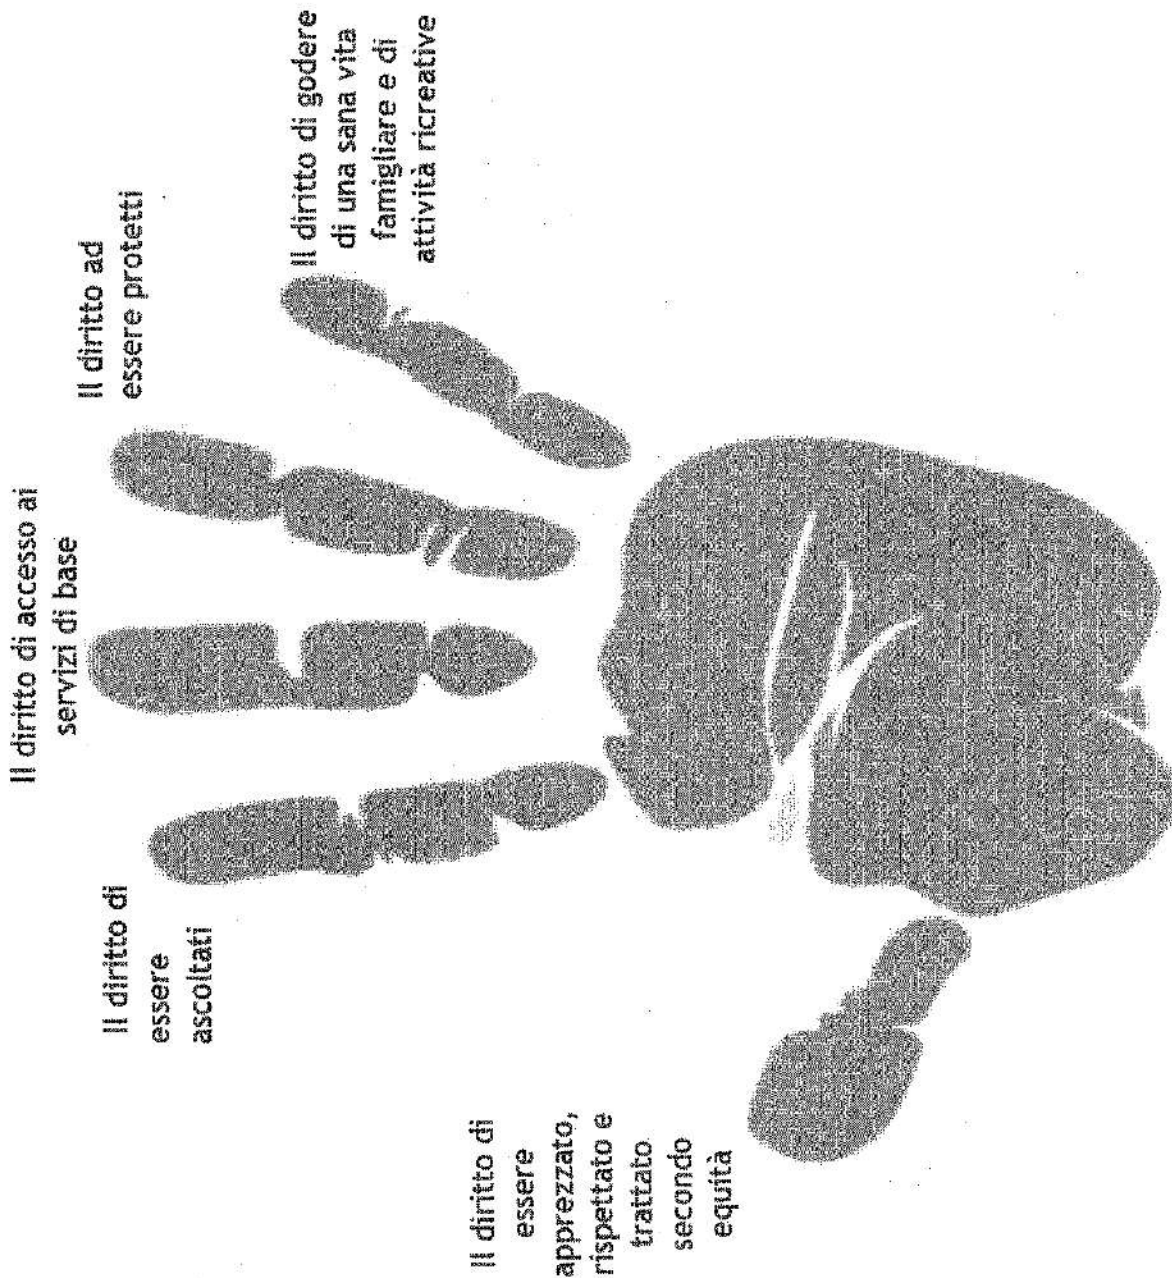 Il diritto di
essere
apprezzato,
rispettato e
trattato
secondo
equità
Il diritto di
essere
ascoltati
Il diritto di accesso ai
servizi di base
Il diritto ad
essere protetti
Il diritto di godere
di una sana vita
famigliare e di
attività ricreative